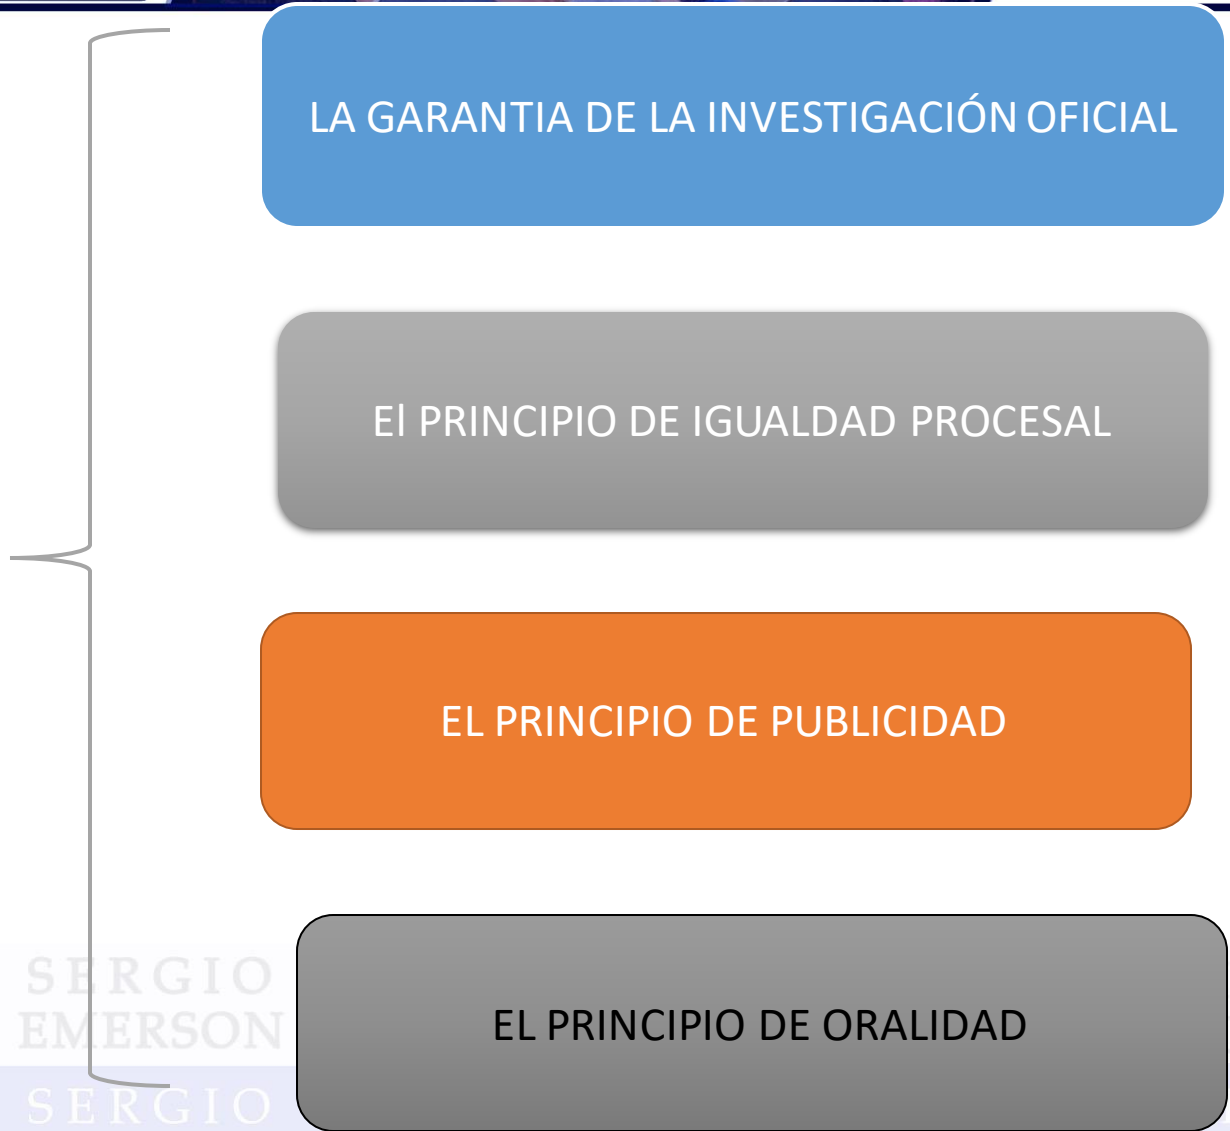 LA GARANTIA DE LA INVESTIGACIÓN OFICIAL
El PRINCIPIO DE IGUALDAD PROCESAL
EL PRINCIPIO DE PUBLICIDAD
EL PRINCIPIO DE ORALIDAD
SERGIO
EMERSON
SERGIO